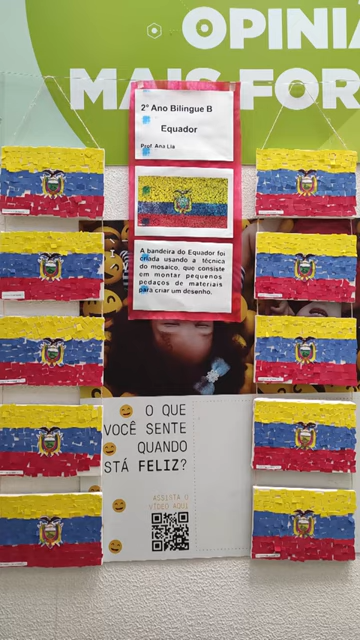 OPINIA
MAIS FOR
2° Ano Bilingue B
Equador
Prof. Ana Lia
A bandeira do Equador foi
criada usando a técnica
do mosaico, que consiste
em montar pequenos
pedaços de materiais
para criar um desenho.
O QUE
VOCÊ SENTE
QUANDO
STÁ FELIZ?
ASSISTA O
VÍDEO AQUI